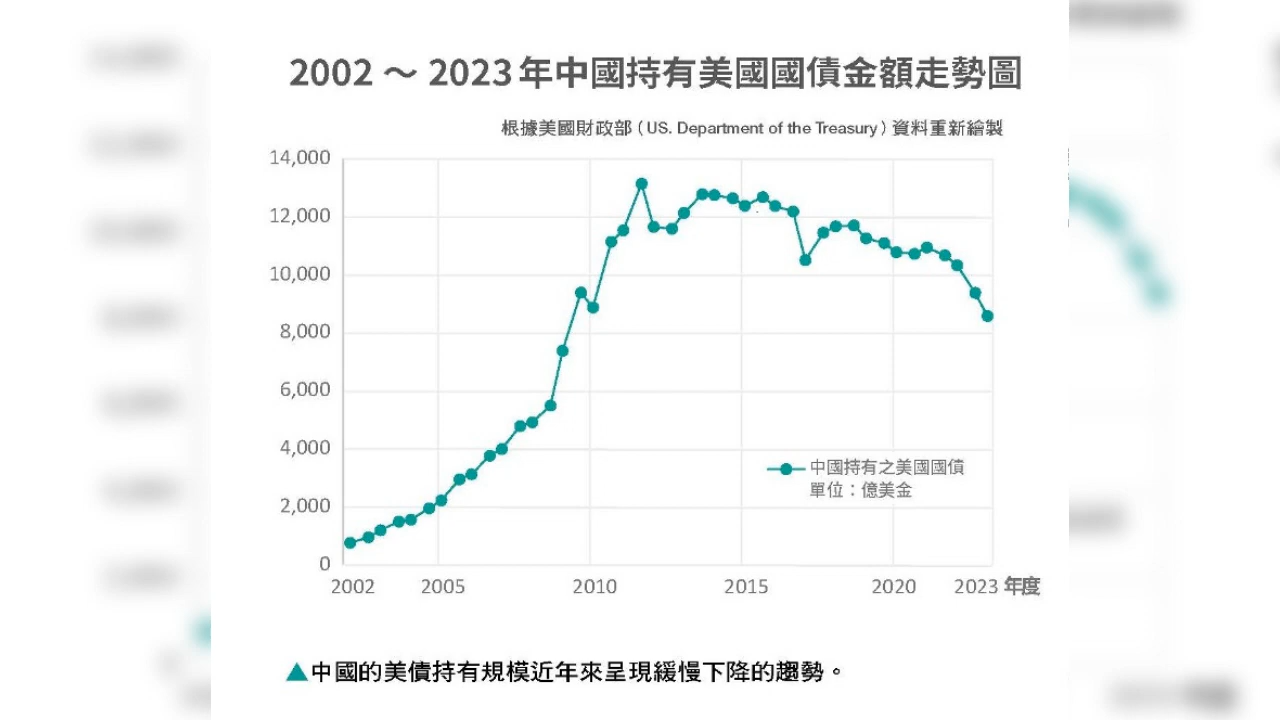 2002 ～ 2023年中國持有美國國債金額走勢圖
根據美國財政部（US. Department of the Treasury）資料重新繪製
14,000
12,000
10,000
8,000
6,000
4,000
2,000
0
中國持有之美國國債
單位：億美金
2002 2005 2010 2015 2020 2023 年度
▲中國的美債持有規模近年來呈現緩慢下降的趨勢。